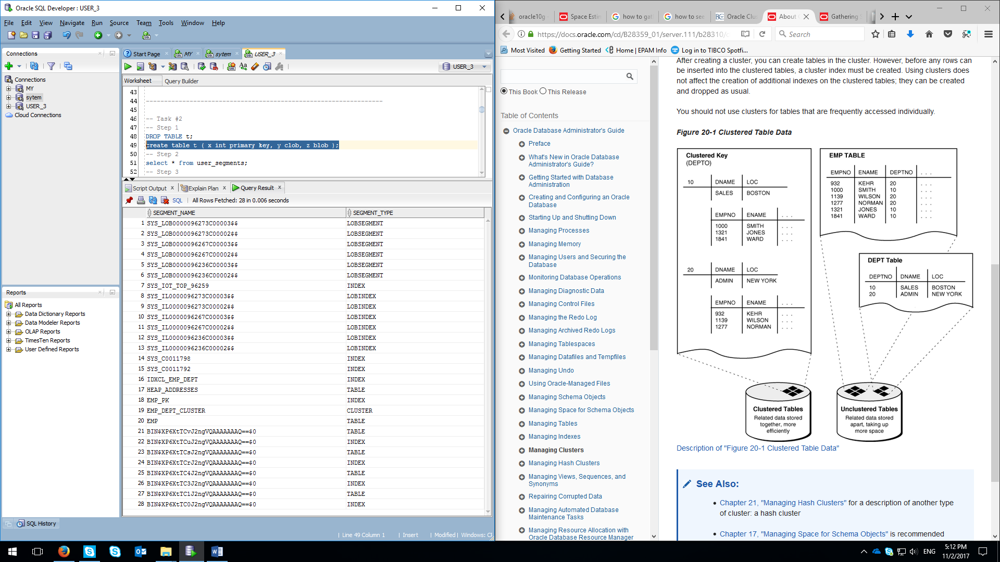 Oracle SQL Developer : USER_3
File Edit View Navigate Run Source Team Tools Window Help
Connections
Connections
MY
sytem
USER_3
Cloud Connections
Reports
All Reports
Data Dictionary Reports
Data Modeler Reports
OLAP Reports
TimesTen Reports
User Defined Reports
Start Page
MY
sytem
USER_3
USER_3
Worksheet Query Builder
43
44 ----------------------------------------------------------------
45
46 -- Task #2
47 -- Step 1
48 DROP TABLE t;
49 create table t ( x int primary key, y clob, z blob );
50 -- Step 2
51 select * from user_segments;
52 -- Step 3
Script Output x Explain Plan x Query Result x
SQL | All Rows Fetched: 28 in 0.006 seconds
SEGMENT_NAME SEGMENT_TYPE
1 SYS_LOB0000096273C00003$$ LOBSEGMENT
2 SYS_LOB0000096273C00002$$ LOBSEGMENT
3 SYS_LOB0000096267C00003$$ LOBSEGMENT
4 SYS_LOB0000096267C00002$$ LOBSEGMENT
5 SYS_LOB0000096236C00003$$ LOBSEGMENT
6 SYS_LOB0000096236C00002$$ LOBSEGMENT
7 SYS_IOT_TOP_96259 INDEX
8 SYS_IL0000096273C00003$$ LOBINDEX
9 SYS_IL0000096273C00002$$ LOBINDEX
10 SYS_IL0000096267C00003$$ LOBINDEX
11 SYS_IL0000096267C00002$$ LOBINDEX
12 SYS_IL0000096236C00003$$ LOBINDEX
13 SYS_IL0000096236C00002$$ LOBINDEX
14 SYS_C0011798 INDEX
15 SYS_C0011792 INDEX
16 IDXCL_EMP_DEPT INDEX
17 HEAP_ADDRESSES TABLE
18 EMP_PK INDEX
19 EMP_DEPT_CLUSTER CLUSTER
20 EMP TABLE
21 BIN$XP6XtTCvJ2ngVQAAAAAAAQ==$0 TABLE
22 BIN$XP6XtTCuJ2ngVQAAAAAAAQ==$0 INDEX
23 BIN$XP6XtTCsJ2ngVQAAAAAAAQ==$0 TABLE
24 BIN$XP6XtTCrJ2ngVQAAAAAAAQ==$0 INDEX
25 BIN$XP6XtTC4J2ngVQAAAAAAAQ==$0 TABLE
26 BIN$XP6XtTC3J2ngVQAAAAAAAQ==$0 INDEX
27 BIN$XP6XtTC1J2ngVQAAAAAAAQ==$0 TABLE
28 BIN$XP6XtTC0J2ngVQAAAAAAAQ==$0 INDEX
SQL History
| Line 49 Column 1 | Insert | Modified | Windows: CF
oracle10g - Space Estin how to gat how to see Oracle Clus About C Gathering S
https://docs.oracle.com/cd/B28359_01/server.111/b28310/c
Search
Most Visited Getting Started Home | EPAM Info Log in to TIBCO Spotfi...
This Book This Release
Table of Contents
Oracle Database Administrator's Guide
Preface
What's New in Oracle Database
Administrator's Guide?
Getting Started with Database
Administration
Creating and Configuring an Oracle
Database
Starting Up and Shutting Down
Managing Processes
Managing Memory
Managing Users and Securing the
Database
Monitoring Database Operations
Managing Diagnostic Data
Managing Control Files
Managing the Redo Log
Managing Archived Redo Logs
Managing Tablespaces
Managing Datafiles and Tempfiles
Managing Undo
Using Oracle-Managed Files
Managing Schema Objects
Managing Space for Schema Objects
Managing Tables
Managing Indexes
Managing Clusters
Managing Hash Clusters
Managing Views, Sequences, and
Synonyms
Repairing Corrupted Data
Managing Automated Database
Maintenance Tasks
Managing Resource Allocation with
Oracle Database Resource Manager
After creating a cluster, you can create tables in the cluster. However, before any rows can
be inserted into the clustered tables, a cluster index must be created. Using clusters does
not affect the creation of additional indexes on the clustered tables; they can be created
and dropped as usual.
You should not use clusters for tables that are frequently accessed individually.
Figure 20-1 Clustered Table Data
Clustered Key
(DEPTO)
10 DNAME LOC
SALES BOSTON
EMPNO ENAME . . .
1000 SMITH . . .
1321 JONES . . .
1841 WARD . . .
20 DNAME LOC
ADMIN NEW YORK
EMPNO ENAME . . .
932 KEHR . . .
1139 WILSON . . .
1277 NORMAN . . .
EMP TABLE
EMPNO ENAME DEPTNO . . .
932 KEHR 20 . . .
1000 SMITH 10 . . .
1139 WILSON 20 . . .
1277 NORMAN 20 . . .
1321 JONES 10 . . .
1841 WARD 10 . . .
DEPT Table
DEPTNO DNAME LOC
10 SALES BOSTON
20 ADMIN NEW YORK
Clustered Tables
Related data stored
together, more
efficiently
Unclustered Tables
Related data stored
apart, taking up
more space
Description of "Figure 20-1 Clustered Table Data"
See Also:
• Chapter 21, "Managing Hash Clusters" for a description of another type
of cluster: a hash cluster
• Chapter 17, "Managing Space for Schema Objects" is recommended
ENG
5:12 PM
11/2/2017